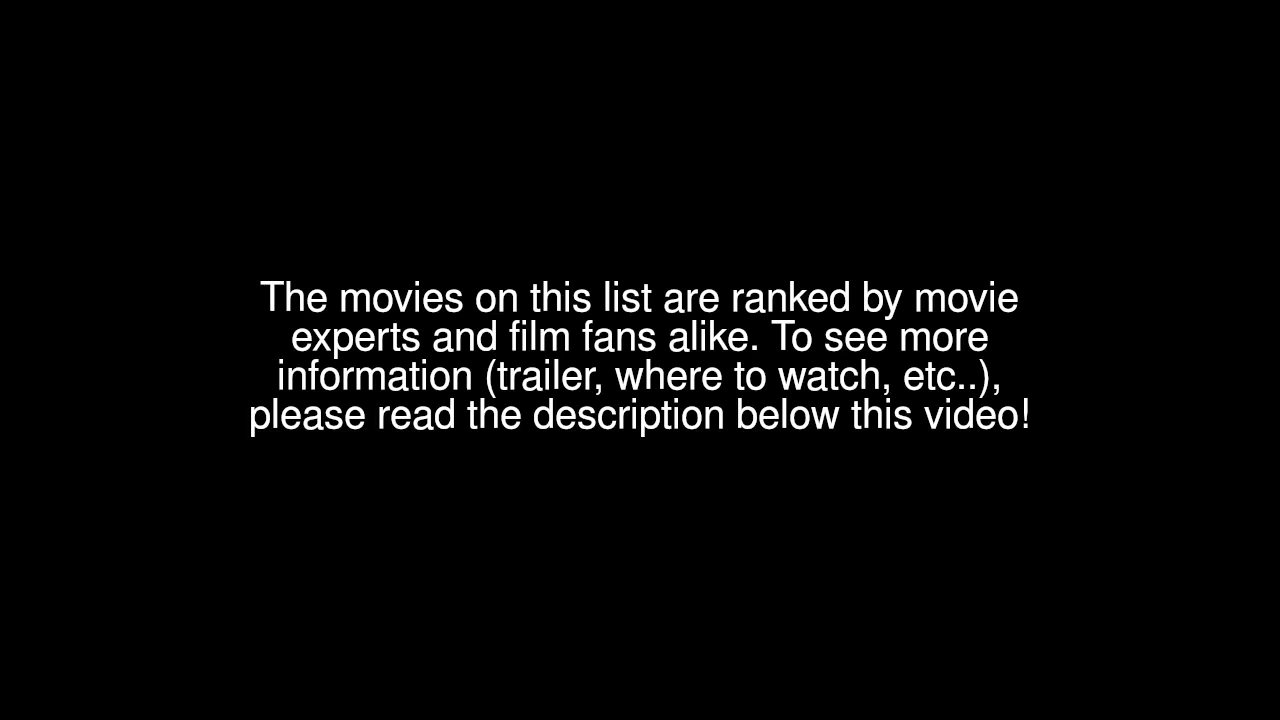 The movies on this list are ranked by movie
experts and film fans alike. To see more
information (trailer, where to watch, etc..),
please read the description below this video!